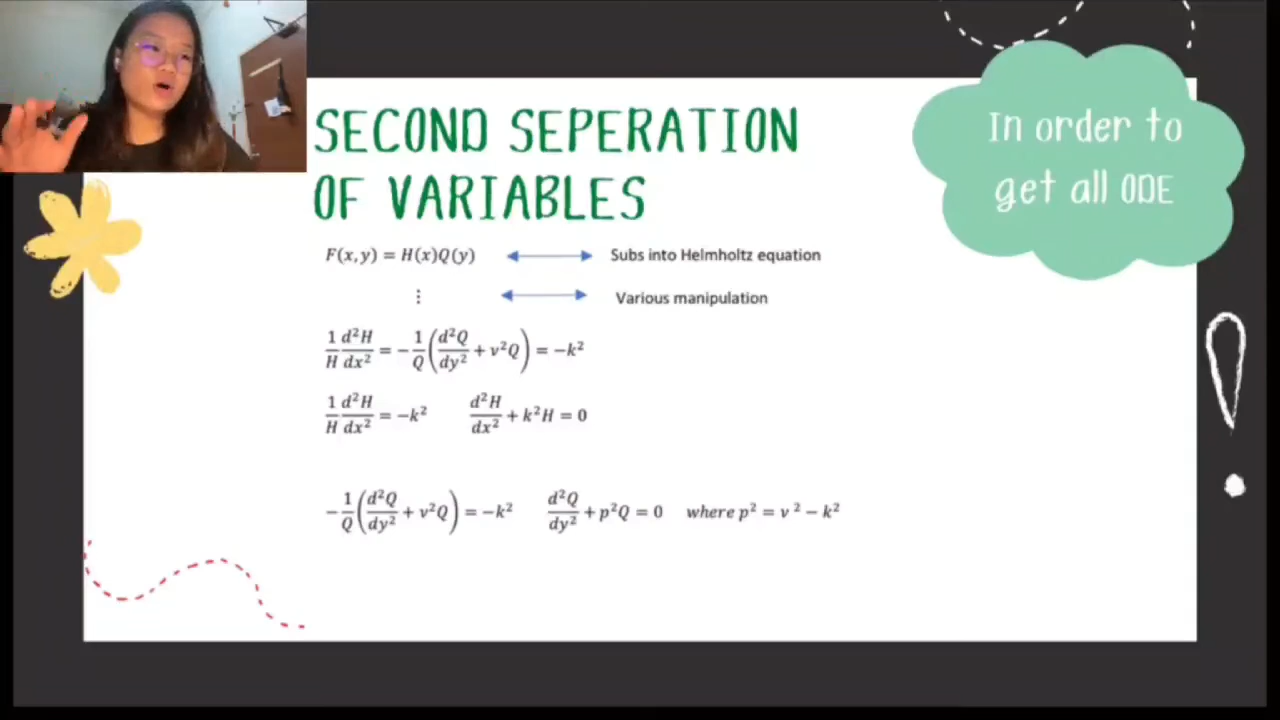 SECOND SEPERATION
OF VARIABLES
In order to
get all ODE
F(x, y) = H(x)Q(y)
Subs into Helmholtz equation
⋮
Various manipulation
1/H d²H/dx² = −1/Q (d²Q/dy² + v²Q) = −k²
1/H d²H/dx² = −k² d²H/dx² + k²H = 0
−1/Q (d²Q/dy² + v²Q) = −k² d²Q/dy² + p²Q = 0 where p² = v² − k²